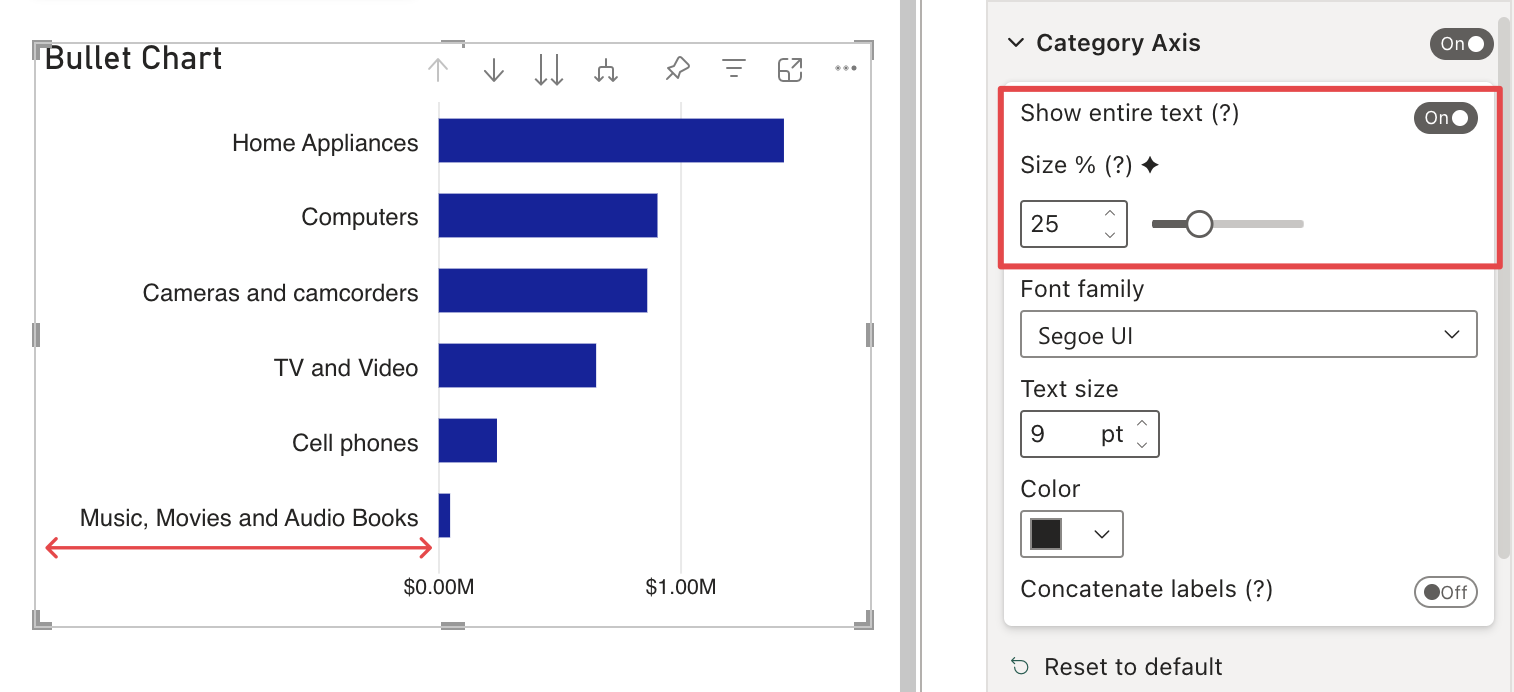 Bullet Chart
Home Appliances
Computers
Cameras and camcorders
TV and Video
Cell phones
Music, Movies and Audio Books
$0.00M $1.00M
Category Axis On
Show entire text (?) On
Size % (?)
25
Font family
Segoe UI
Text size
9 pt
Color
Concatenate labels (?) Off
Reset to default